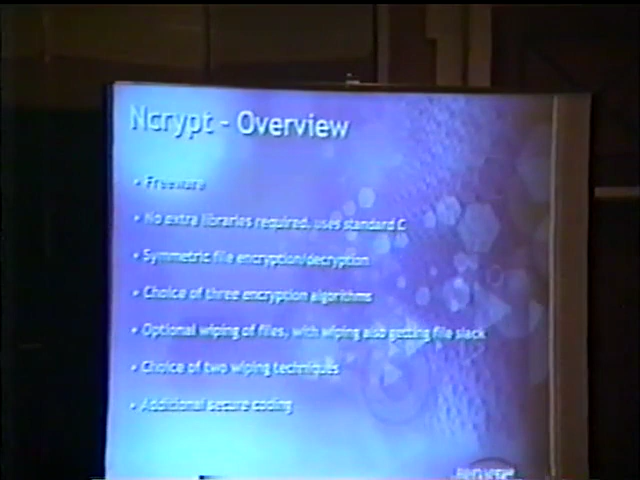 Ncrypt - Overview
• Freeware
• No extra libraries required, uses standard C
• Symmetric file encryption/decryption
• Choice of three encryption algorithms
• Optional wiping of files, with wiping also getting file slack
• Choice of two wiping techniques
• Additional secure coding